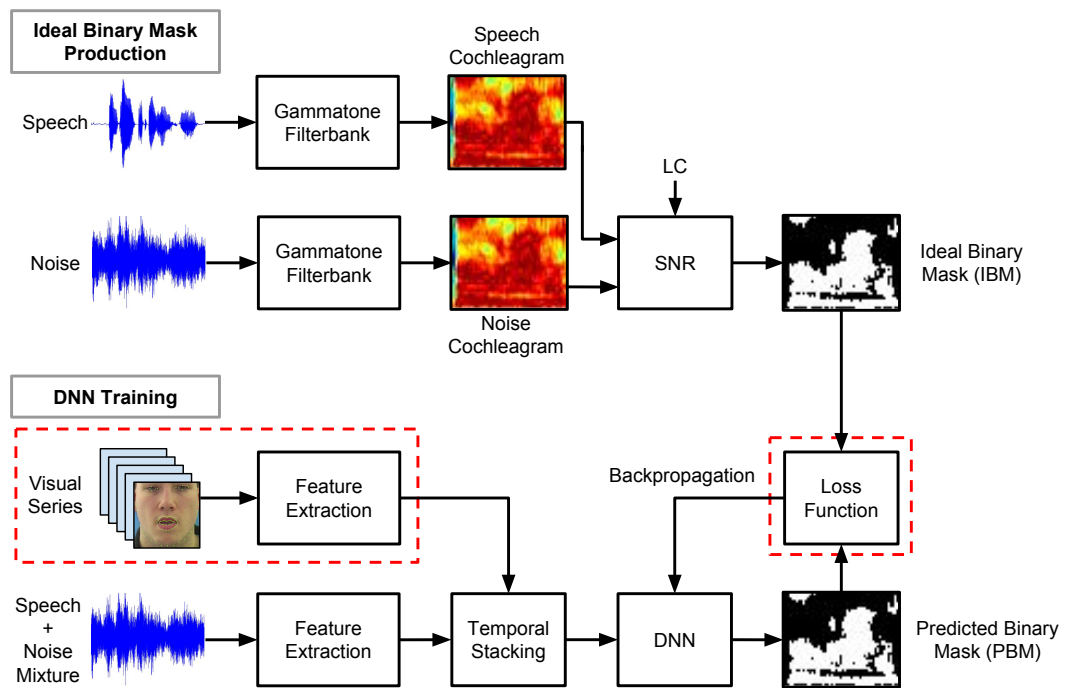 Ideal Binary Mask
Production
Speech
Cochleagram
Speech
Gammatone
Filterbank
LC
Noise
Gammatone
Filterbank
SNR
Ideal Binary
Mask (IBM)
Noise
Cochleagram
DNN Training
Visual
Series
Feature
Extraction
Backpropagation
Loss
Function
Speech
+
Noise
Mixture
Feature
Extraction
Temporal
Stacking
DNN
Predicted Binary
Mask (PBM)